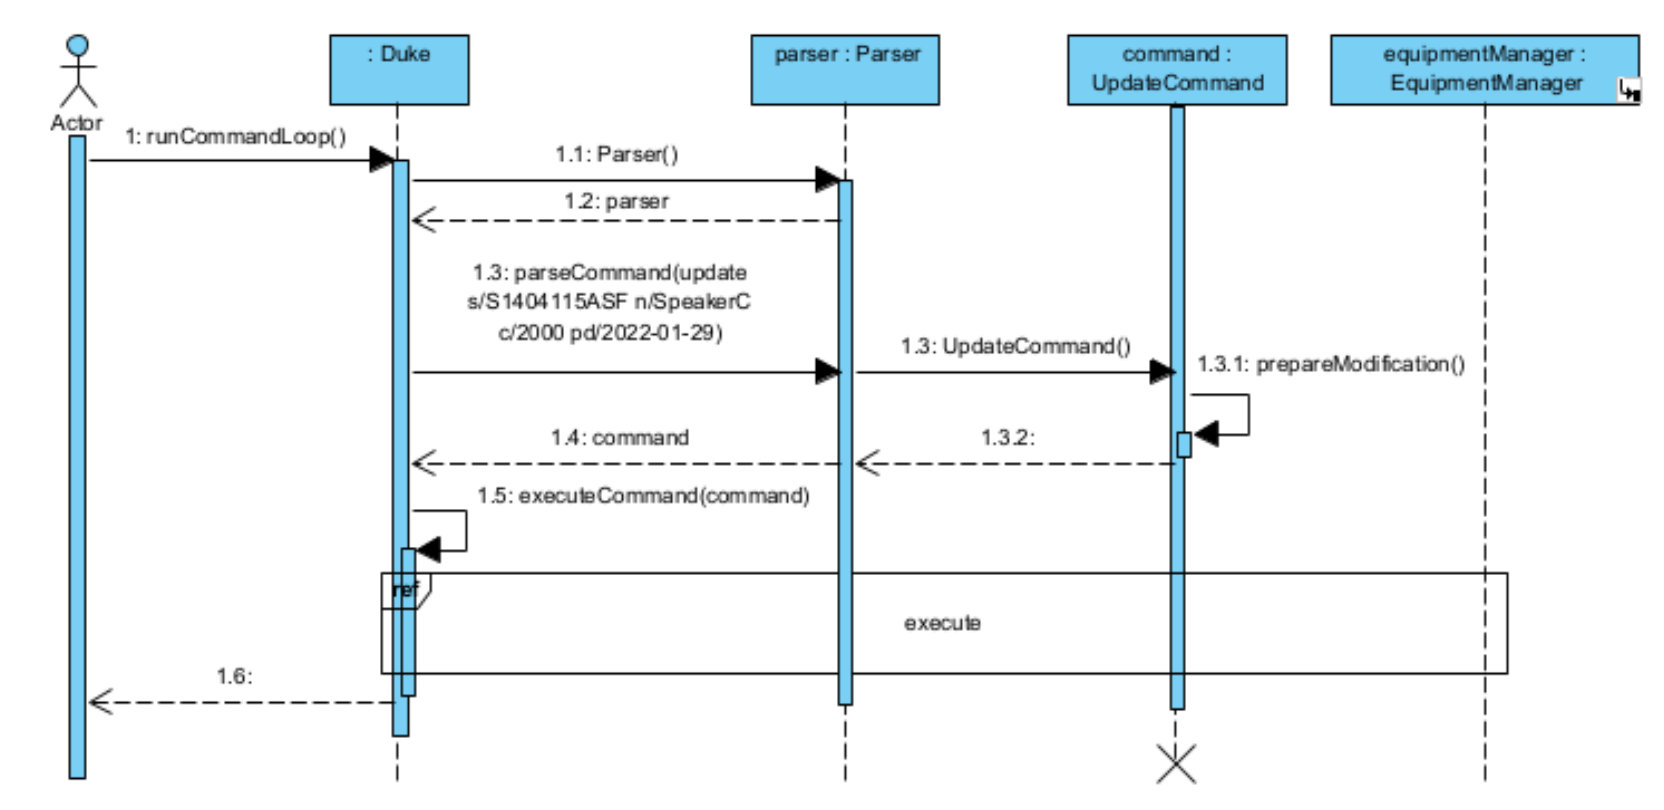 : Duke
parser : Parser
command :
UpdateCommand
equipmentManager :
EquipmentManager
Actor
1: runCommandLoop()
1.1: Parser()
1.2: parser
1.3: parseCommand(update
s/S1404115ASF n/SpeakerC
c/2000 pd/2022-01-29)
1.3: UpdateCommand()
1.3.1: prepareModification()
1.4: command
1.3.2:
1.5: executeCommand(command)
ref
execute
1.6: